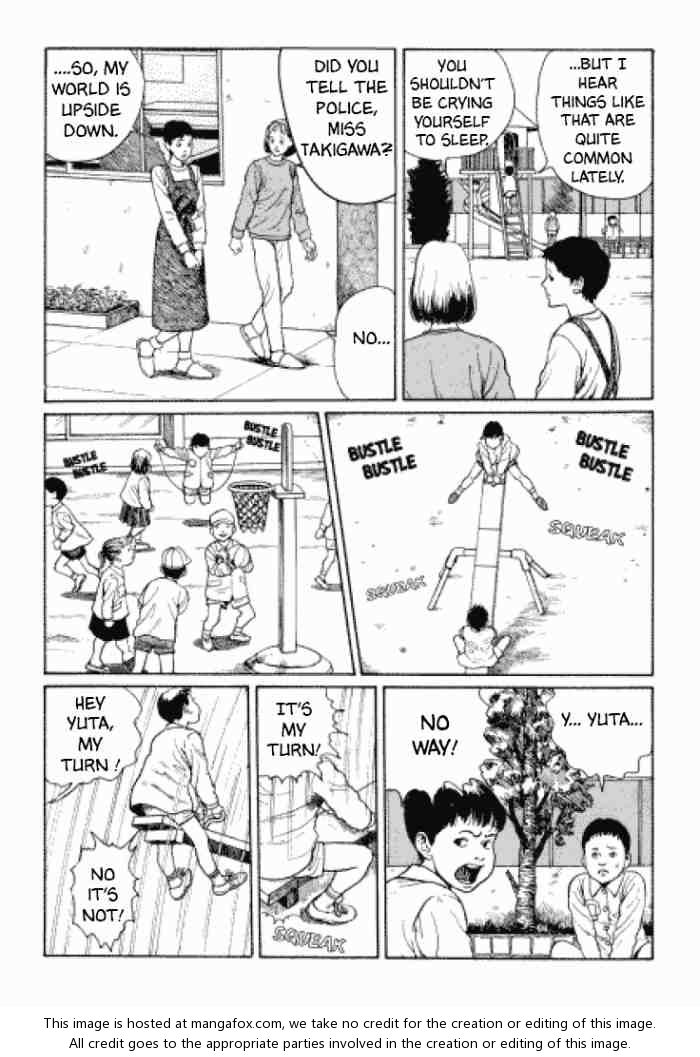 ....SO, MY
WORLD IS
UPSIDE
DOWN.
DID YOU
TELL THE
POLICE,
MISS
TAKIGAWA?
NO...
...BUT I
HEAR
THINGS LIKE
THAT ARE
QUITE
COMMON
LATELY.
YOU
SHOULDN'T
BE CRYING
YOURSELF
TO SLEEP.
BUSTLE
BUSTLE
BUSTLE
BUSTLE
BUSTLE
BUSTLE
BUSTLE
BUSTLE
SQUEAK
SQUEAK
HEY
YUTA,
MY
TURN!
NO
IT'S
NOT!
IT'S
MY
TURN!
SQUEAK
NO
WAY!
Y... YUTA...
This image is hosted at mangafox.com, we take no credit for the creation or editing of this image.
All credit goes to the appropriate parties involved in the creation or editing of this image.